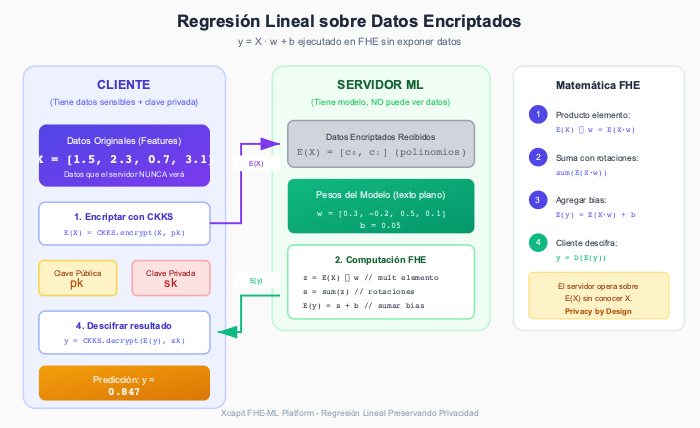 Regresión Lineal sobre Datos Encriptados
y = X · w + b ejecutado en FHE sin exponer datos
CLIENTE
(Tiene datos sensibles + clave privada)
Datos Originales (Features)
X = [1.5, 2.3, 0.7, 3.1]
Datos que el servidor NUNCA verá
1. Encriptar con CKKS
E(X) = CKKS.encrypt(X, pk)
Clave Pública
pk
Clave Privada
sk
4. Descifrar resultado
y = CKKS.decrypt(E(y), sk)
Predicción: y =
0.847
E(X)
E(y)
SERVIDOR ML
(Tiene modelo, NO puede ver datos)
Datos Encriptados Recibidos
E(X) = [c₀, c₁] (polinomios)
Pesos del Modelo (texto plano)
w = [0.3, -0.2, 0.5, 0.1]
b = 0.05
2. Computación FHE
z = E(X) □ w // mult elemento
s = sum(z) // rotaciones
E(y) = s + b // sumar bias
Matemática FHE
1
Producto elemento:
E(X) □ w = E(X·w)
2
Suma con rotaciones:
sum(E(X·w))
3
Agregar bias:
E(y) = E(X·w) + b
4
Cliente descifra:
y = D(E(y))
El servidor opera sobre
E(X) sin conocer X.
Privacy by Design
Xcapit FHE-ML Platform - Regresión Lineal Preservando Privacidad